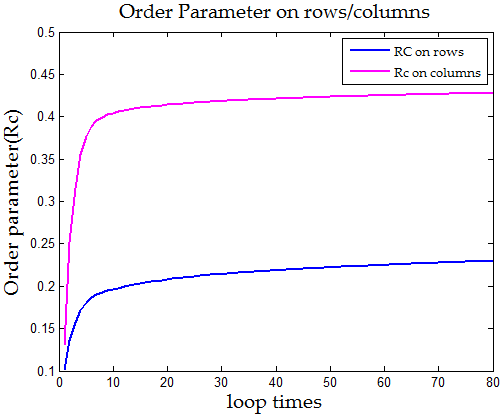 Order Parameter on rows/columns
0.5
0.45
0.4
0.35
0.3
0.25
0.2
0.15
0.1
Order parameter(Rc)
RC on rows
Rc on columns
0 10 20 30 40 50 60 70 80
loop times